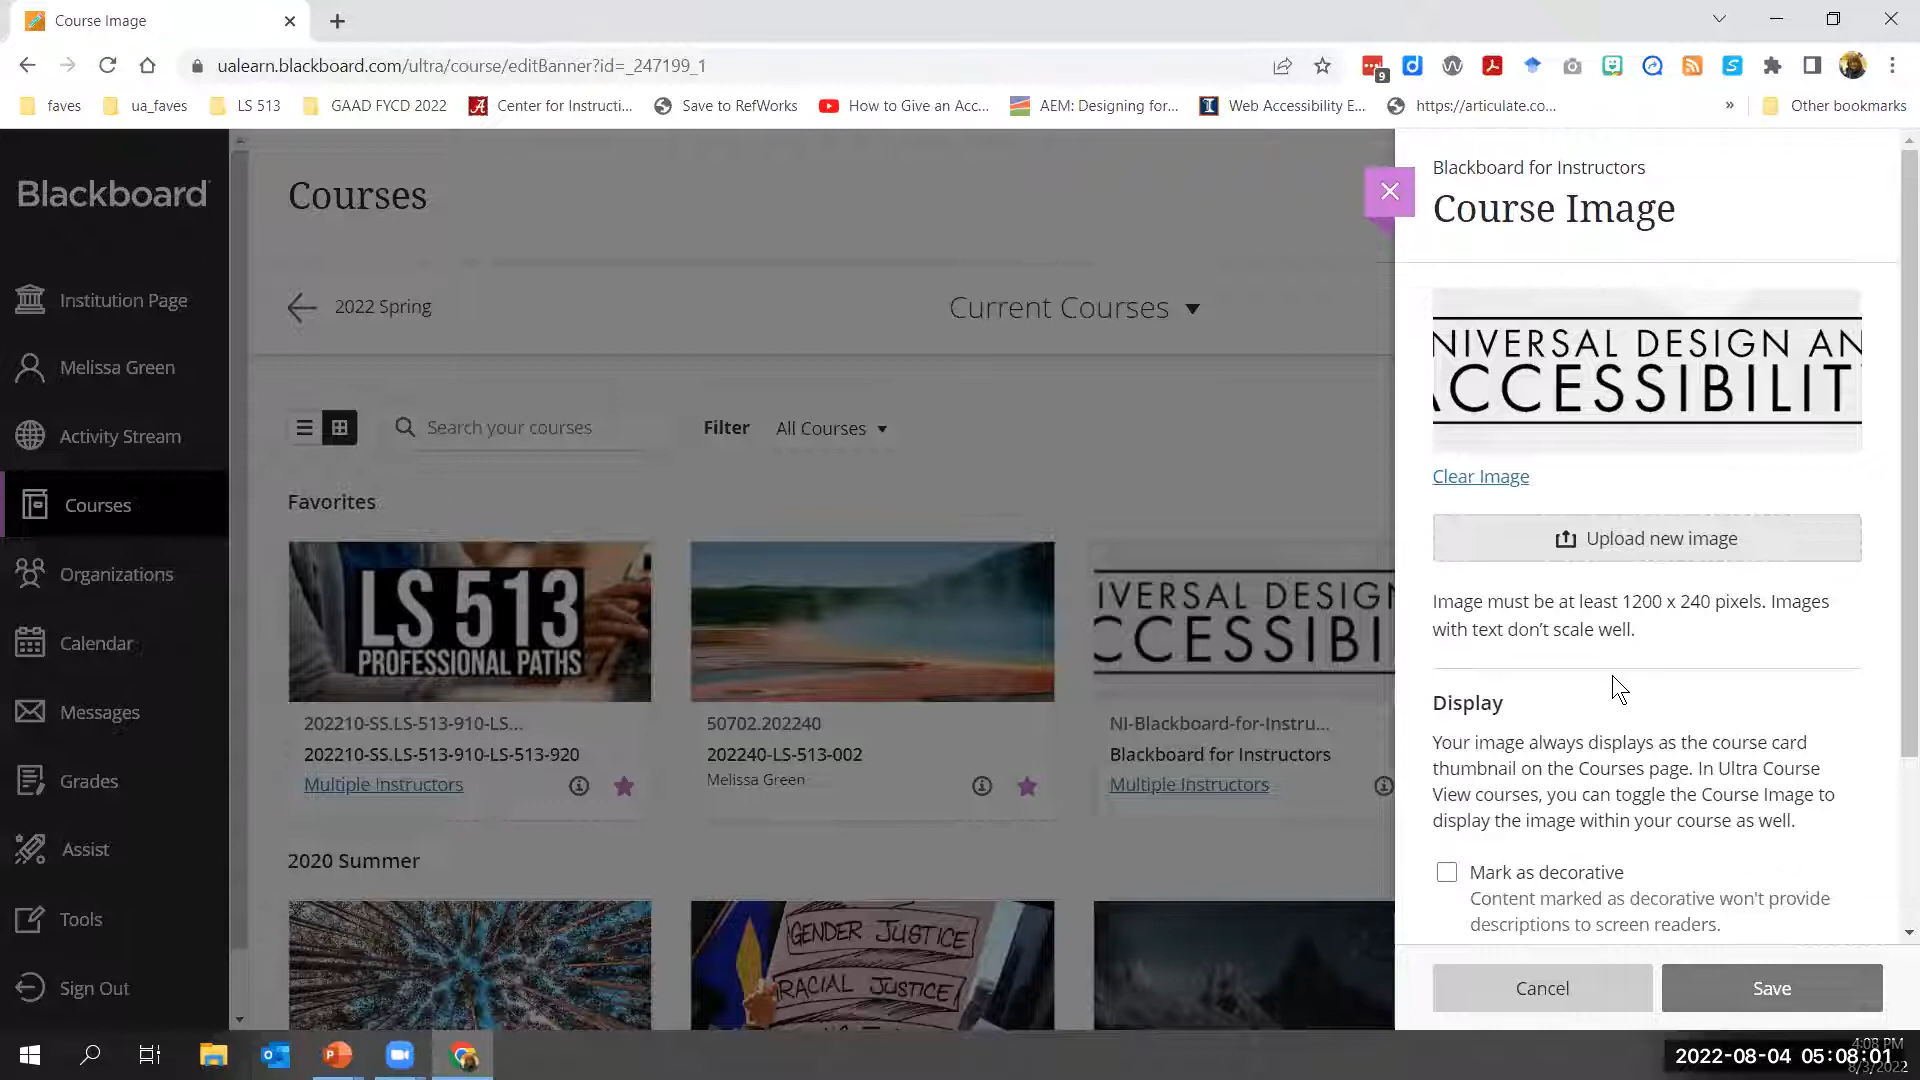 Course Image
ualearn.blackboard.com/ultra/course/editBanner?id=_247199_1
9
faves
ua_faves
LS 513
GAAD FYCD 2022
Center for Instructi...
Save to RefWorks
How to Give an Acc...
AEM: Designing for...
Web Accessibility E...
https://articulate.co...
»
Other bookmarks
Blackboard
Institution Page
Melissa Green
Activity Stream
Courses
Organizations
Calendar
Messages
Grades
Assist
Tools
Sign Out
Courses
2022 Spring
Current Courses
Search your courses
Filter
All Courses
Favorites
LS 513
PROFESSIONAL PATHS
202210-SS.LS-513-910-LS...
202210-SS.LS-513-910-LS-513-920
Multiple Instructors
50702.202240
202240-LS-513-002
Melissa Green
IVERSAL DESIGN
CCESSIBI
NI-Blackboard-for-Instru...
Blackboard for Instructors
Multiple Instructors
2020 Summer
GENDER JUSTICE
RACIAL JUSTICE
Blackboard for Instructors
Course Image
NIVERSAL DESIGN AN
ACCESSIBILIT
Clear Image
Upload new image
Image must be at least 1200 x 240 pixels. Images
with text don't scale well.
Display
Your image always displays as the course card
thumbnail on the Courses page. In Ultra Course
View courses, you can toggle the Course Image to
display the image within your course as well.
Mark as decorative
Content marked as decorative won't provide
descriptions to screen readers.
Cancel
Save
4:08 PM
2022-08-04 05:08:01
8/3/2022